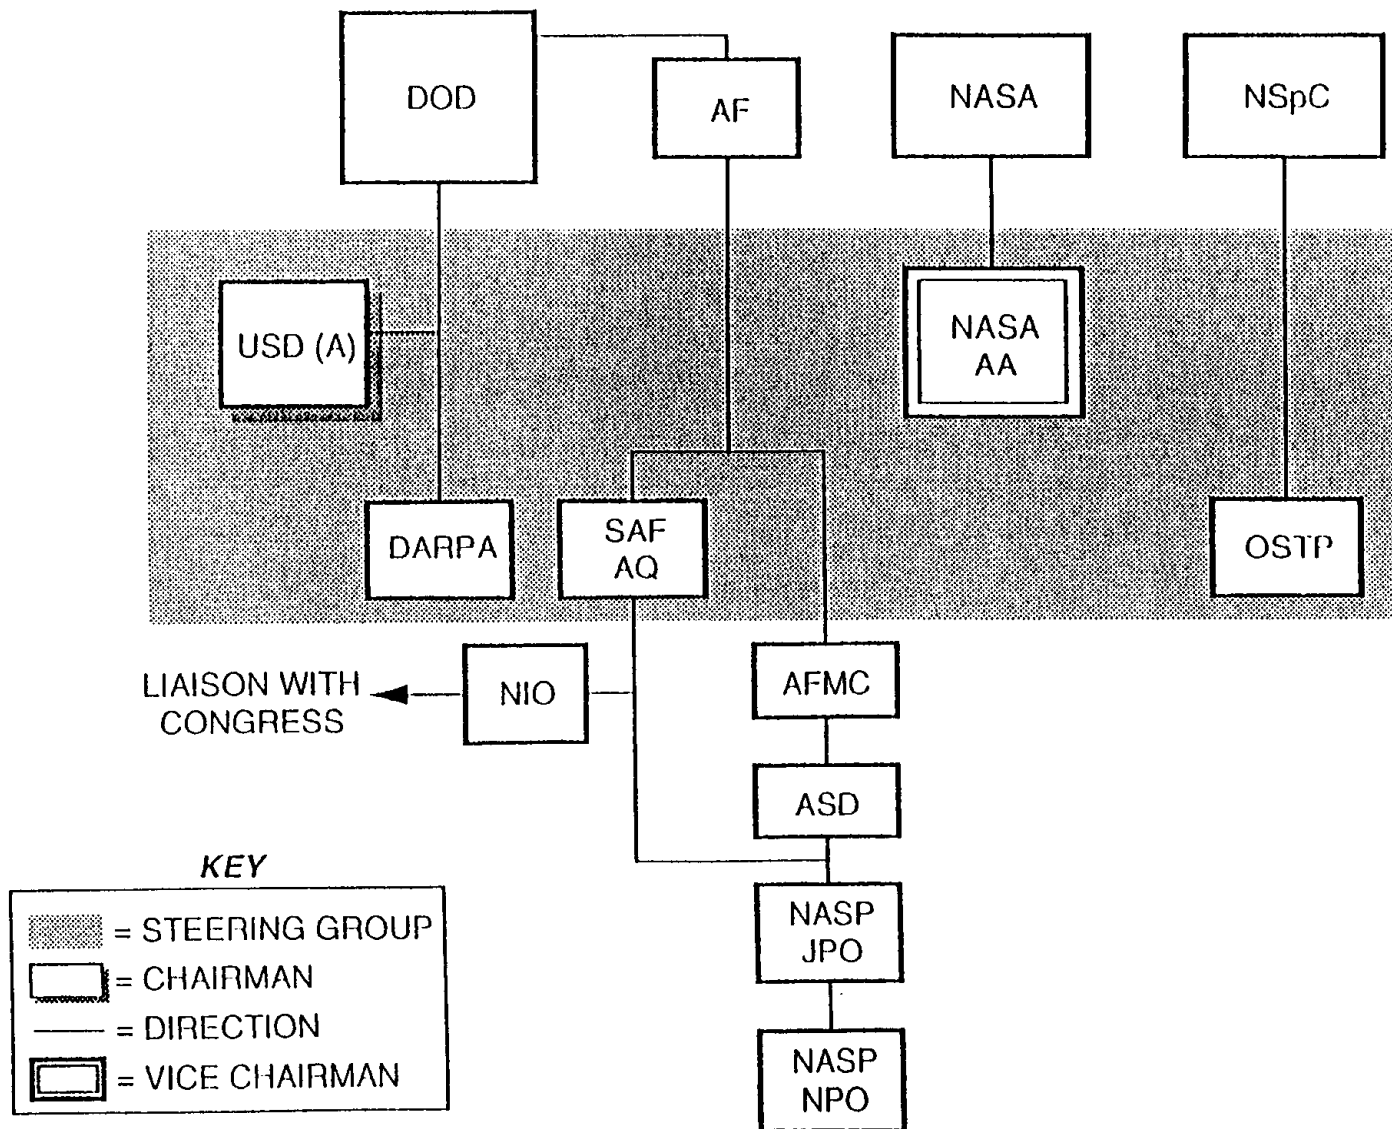 DOD
AF
NASA
NSpC
USD (A)
NASA
AA
DARPA
SAF
AQ
OSTP
LIAISON WITH
CONGRESS
NIO
AFMC
ASD
NASP
JPO
NASP
NPO
KEY
= STEERING GROUP
= CHAIRMAN
= DIRECTION
= VICE CHAIRMAN